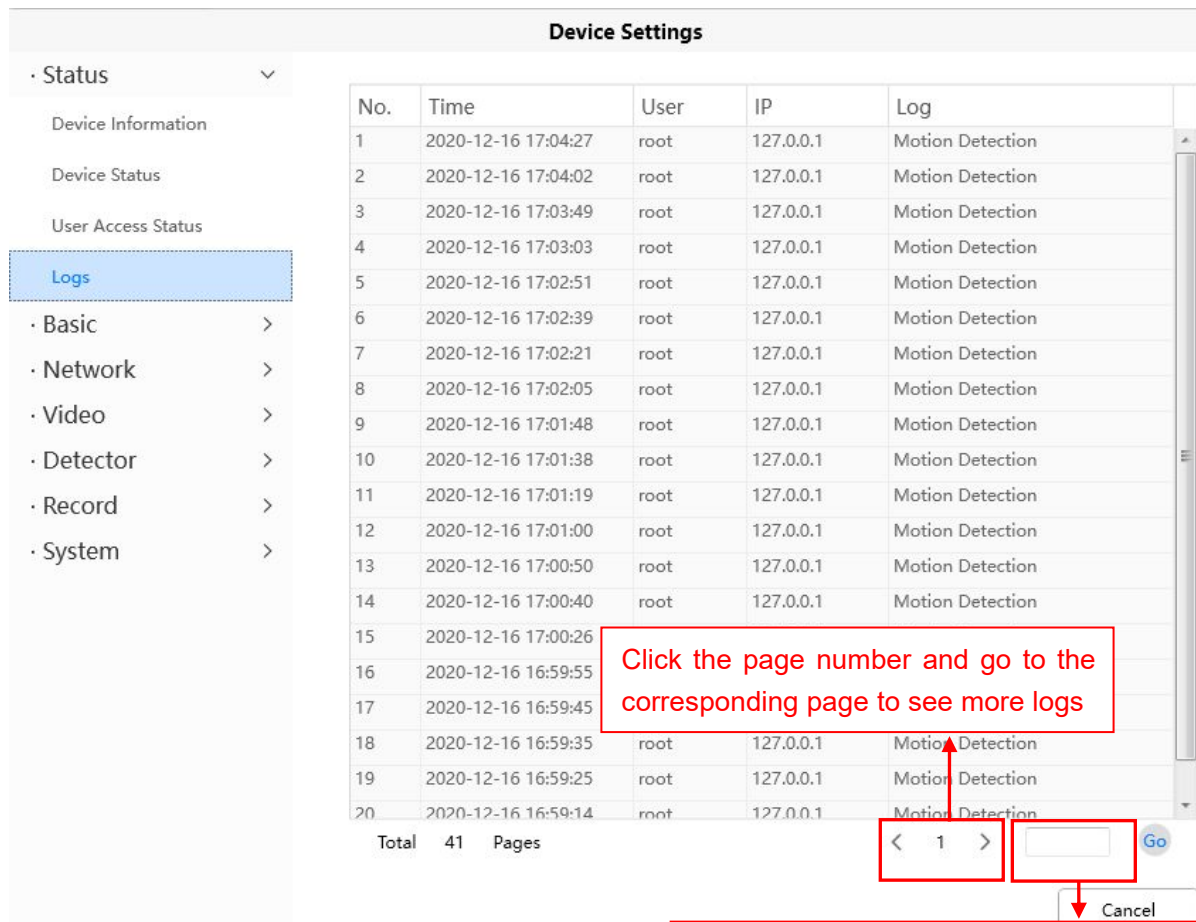 Device Settings
· Status
Device Information
Device Status
User Access Status
Logs
· Basic
· Network
· Video
· Detector
· Record
· System
No. Time User IP Log
1 2020-12-16 17:04:27 root 127.0.0.1 Motion Detection
2 2020-12-16 17:04:02 root 127.0.0.1 Motion Detection
3 2020-12-16 17:03:49 root 127.0.0.1 Motion Detection
4 2020-12-16 17:03:03 root 127.0.0.1 Motion Detection
5 2020-12-16 17:02:51 root 127.0.0.1 Motion Detection
6 2020-12-16 17:02:39 root 127.0.0.1 Motion Detection
7 2020-12-16 17:02:21 root 127.0.0.1 Motion Detection
8 2020-12-16 17:02:05 root 127.0.0.1 Motion Detection
9 2020-12-16 17:01:48 root 127.0.0.1 Motion Detection
10 2020-12-16 17:01:38 root 127.0.0.1 Motion Detection
11 2020-12-16 17:01:19 root 127.0.0.1 Motion Detection
12 2020-12-16 17:01:00 root 127.0.0.1 Motion Detection
13 2020-12-16 17:00:50 root 127.0.0.1 Motion Detection
14 2020-12-16 17:00:40 root 127.0.0.1 Motion Detection
15 2020-12-16 17:00:26
16 2020-12-16 16:59:55
17 2020-12-16 16:59:45
Click the page number and go to the
corresponding page to see more logs
18 2020-12-16 16:59:35 root 127.0.0.1 Motion Detection
19 2020-12-16 16:59:25 root 127.0.0.1 Motion Detection
20 2020-12-16 16:59:14 root 127.0.0.1 Motion Detection
Total 41 Pages < 1 > Go
Cancel